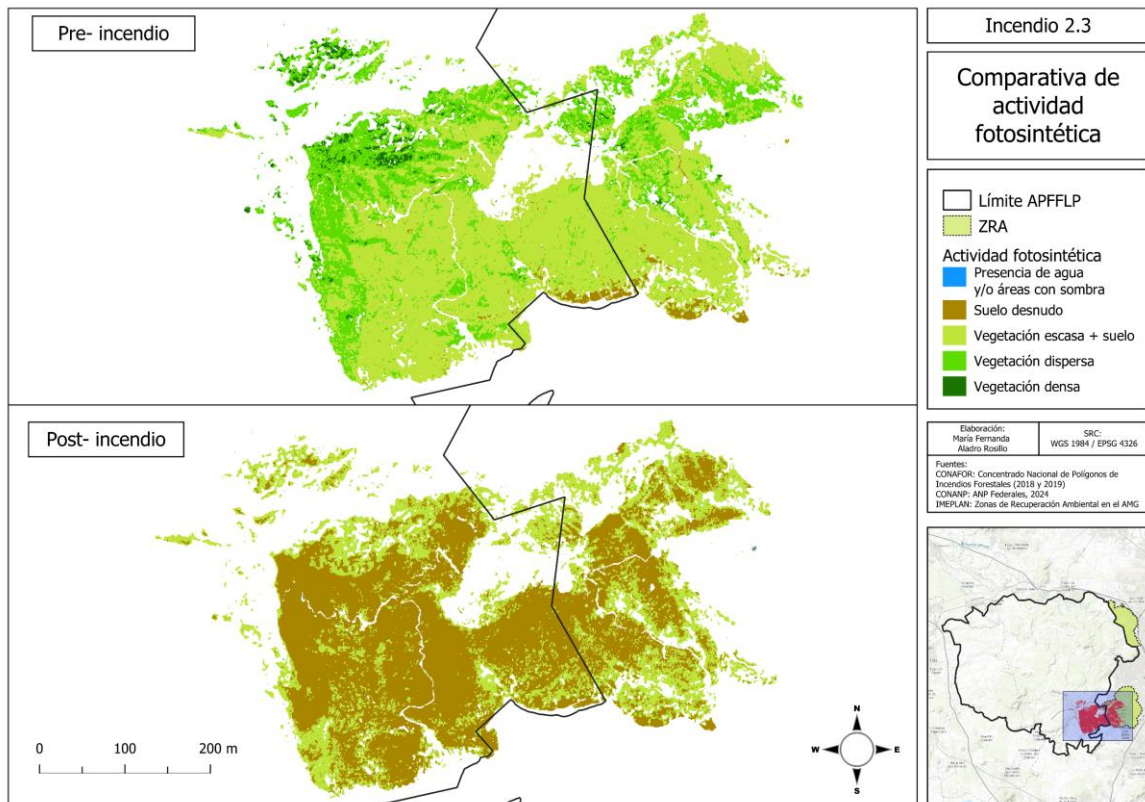 Pre- incendio
Post- incendio
0 100 200 m
N
W E
S
Incendio 2.3
Comparativa de
actividad
fotosintética
Límite APFFLP
ZRA
Actividad fotosintética
Presencia de agua
y/o áreas con sombra
Suelo desnudo
Vegetación escasa + suelo
Vegetación dispersa
Vegetación densa
Elaboración:
María Fernanda
Aladro Rosillo
SRC:
WGS 1984 / EPSG 4326
Fuentes:
CONAFOR: Concentrado Nacional de Polígonos de
Incendios Forestales (2018 y 2019)
CONANP: ANP Federales, 2024
IMEPLAN: Zonas de Recuperación Ambiental en el AMG